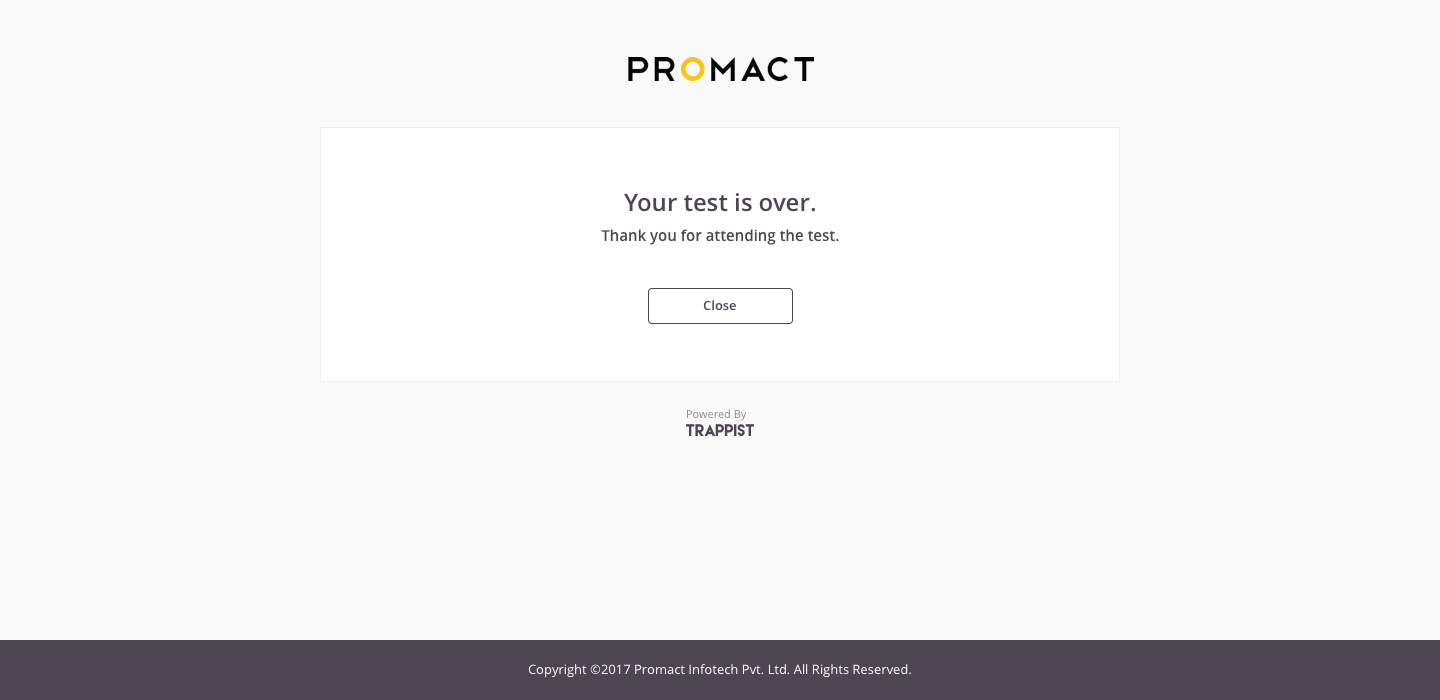 PROMACT
Your test is over.
Thank you for attending the test.
Close
Powered By
TRAPPIST
Copyright ©2017 Promact Infotech Pvt. Ltd. All Rights Reserved.